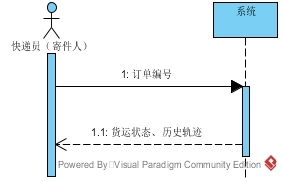 系统
快递员（寄件人）
1: 订单编号
1.1: 货运状态、历史轨迹
Powered By Visual Paradigm Community Edition